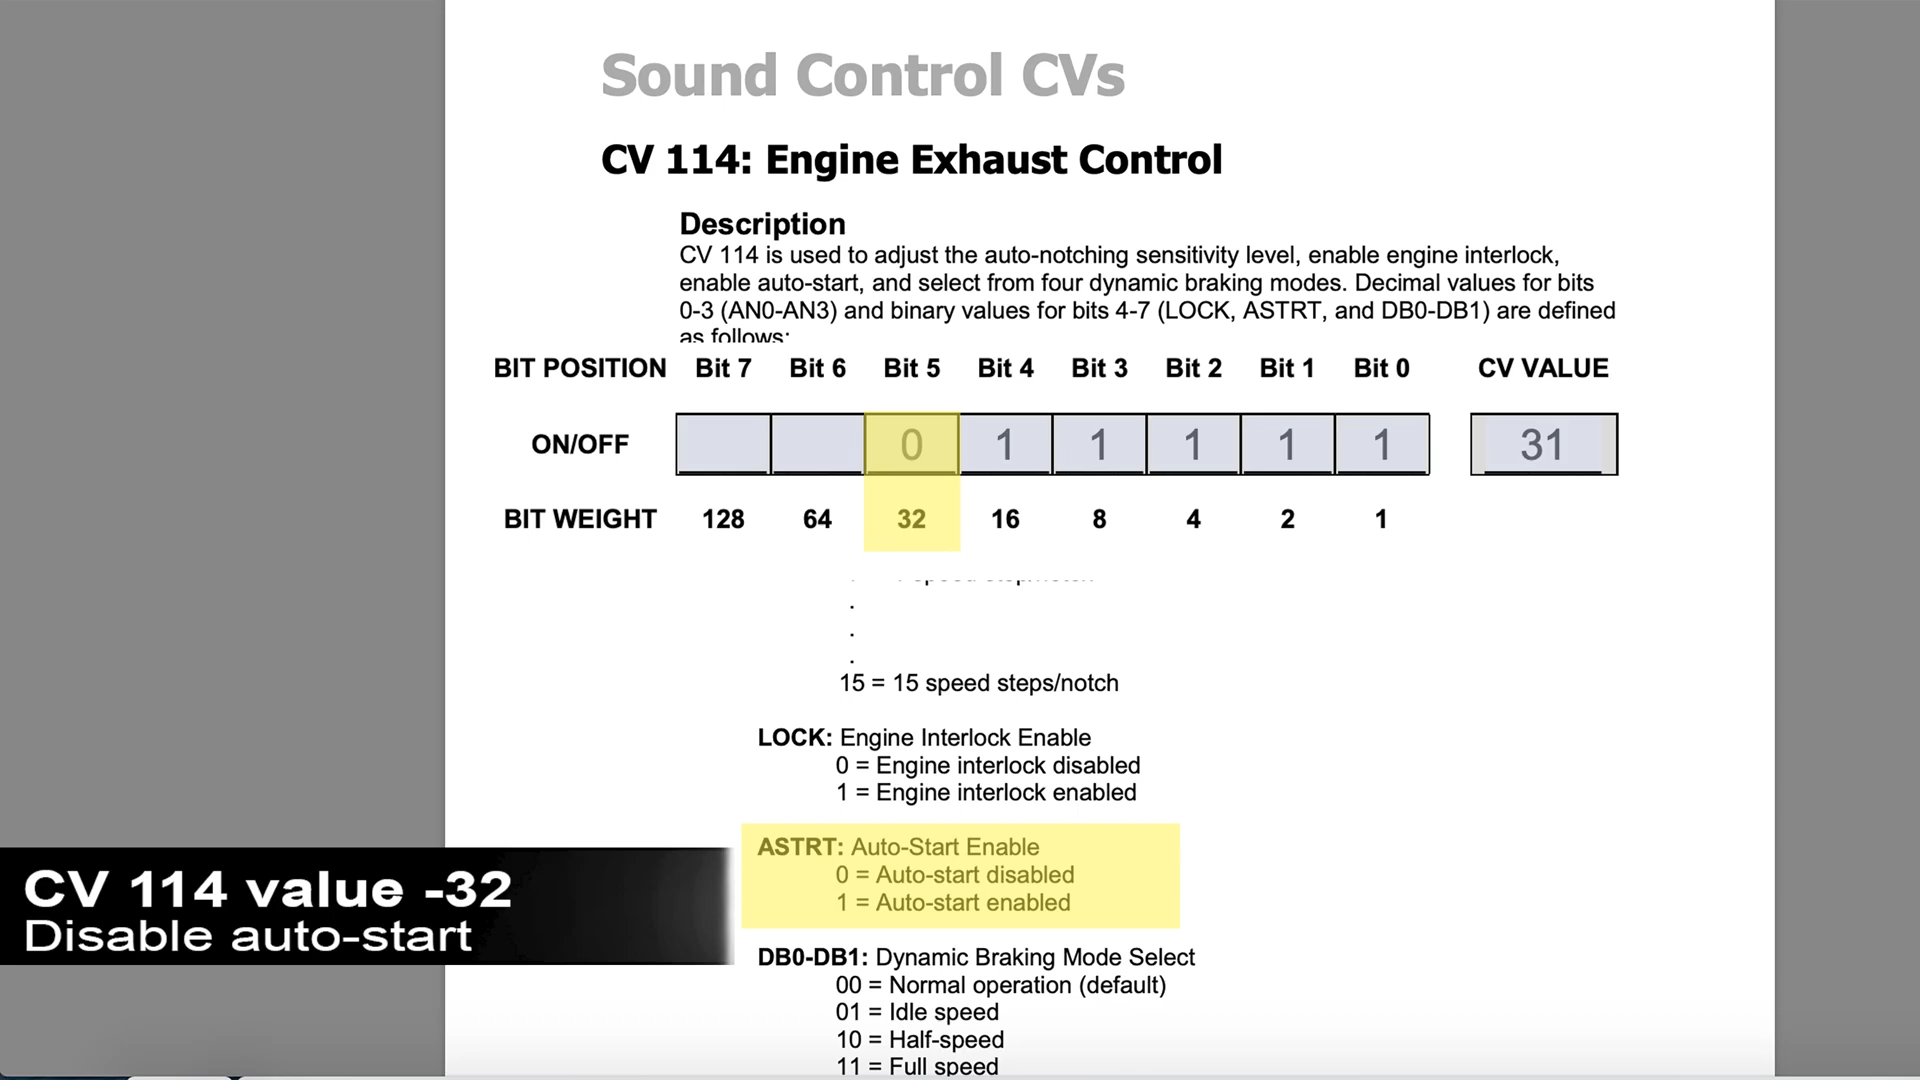 Sound Control CVs
CV 114: Engine Exhaust Control
Description
CV 114 is used to adjust the auto-notching sensitivity level, enable engine interlock,
enable auto-start, and select from four dynamic braking modes. Decimal values for bits
0-3 (AN0-AN3) and binary values for bits 4-7 (LOCK, ASTRT, and DB0-DB1) are defined
as follows:
BIT POSITION Bit 7 Bit 6 Bit 5 Bit 4 Bit 3 Bit 2 Bit 1 Bit 0 CV VALUE
ON/OFF 0 1 1 1 1 1 31
BIT WEIGHT 128 64 32 16 8 4 2 1
.
.
.
15 = 15 speed steps/notch
LOCK: Engine Interlock Enable
0 = Engine interlock disabled
1 = Engine interlock enabled
ASTRT: Auto-Start Enable
0 = Auto-start disabled
1 = Auto-start enabled
DB0-DB1: Dynamic Braking Mode Select
00 = Normal operation (default)
01 = Idle speed
10 = Half-speed
11 = Full speed
CV 114 value -32
Disable auto-start